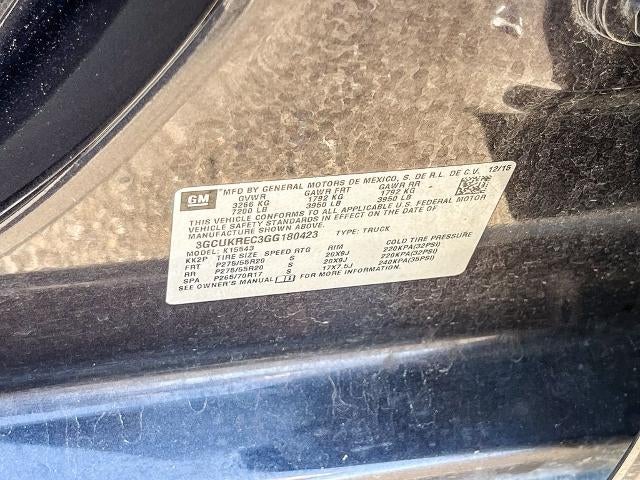 GM MFD BY GENERAL MOTORS DE MEXICO, S. DE R.L. DE C.V. 12/15
GVWR GAWR FRT GAWR RR
3266 KG 1792 KG 1792 KG
7200 LB 3950 LB 3950 LB
THIS VEHICLE CONFORMS TO ALL APPLICABLE U.S. FEDERAL MOTOR
VEHICLE SAFETY STANDARDS IN EFFECT ON THE DATE OF
MANUFACTURE SHOWN ABOVE.
3GCUKREC3GG180423 TYPE: TRUCK
MODEL: K15543
KK2P TIRE SIZE SPEED RTG RIM COLD TIRE PRESSURE
FRT P275/55R20 S 20X9J 220KPA(32PSI)
RR P275/55R20 S 20X9J 220KPA(32PSI)
SPA P265/70R17 S 17X7.5J 240KPA(35PSI)
SEE OWNER'S MANUAL